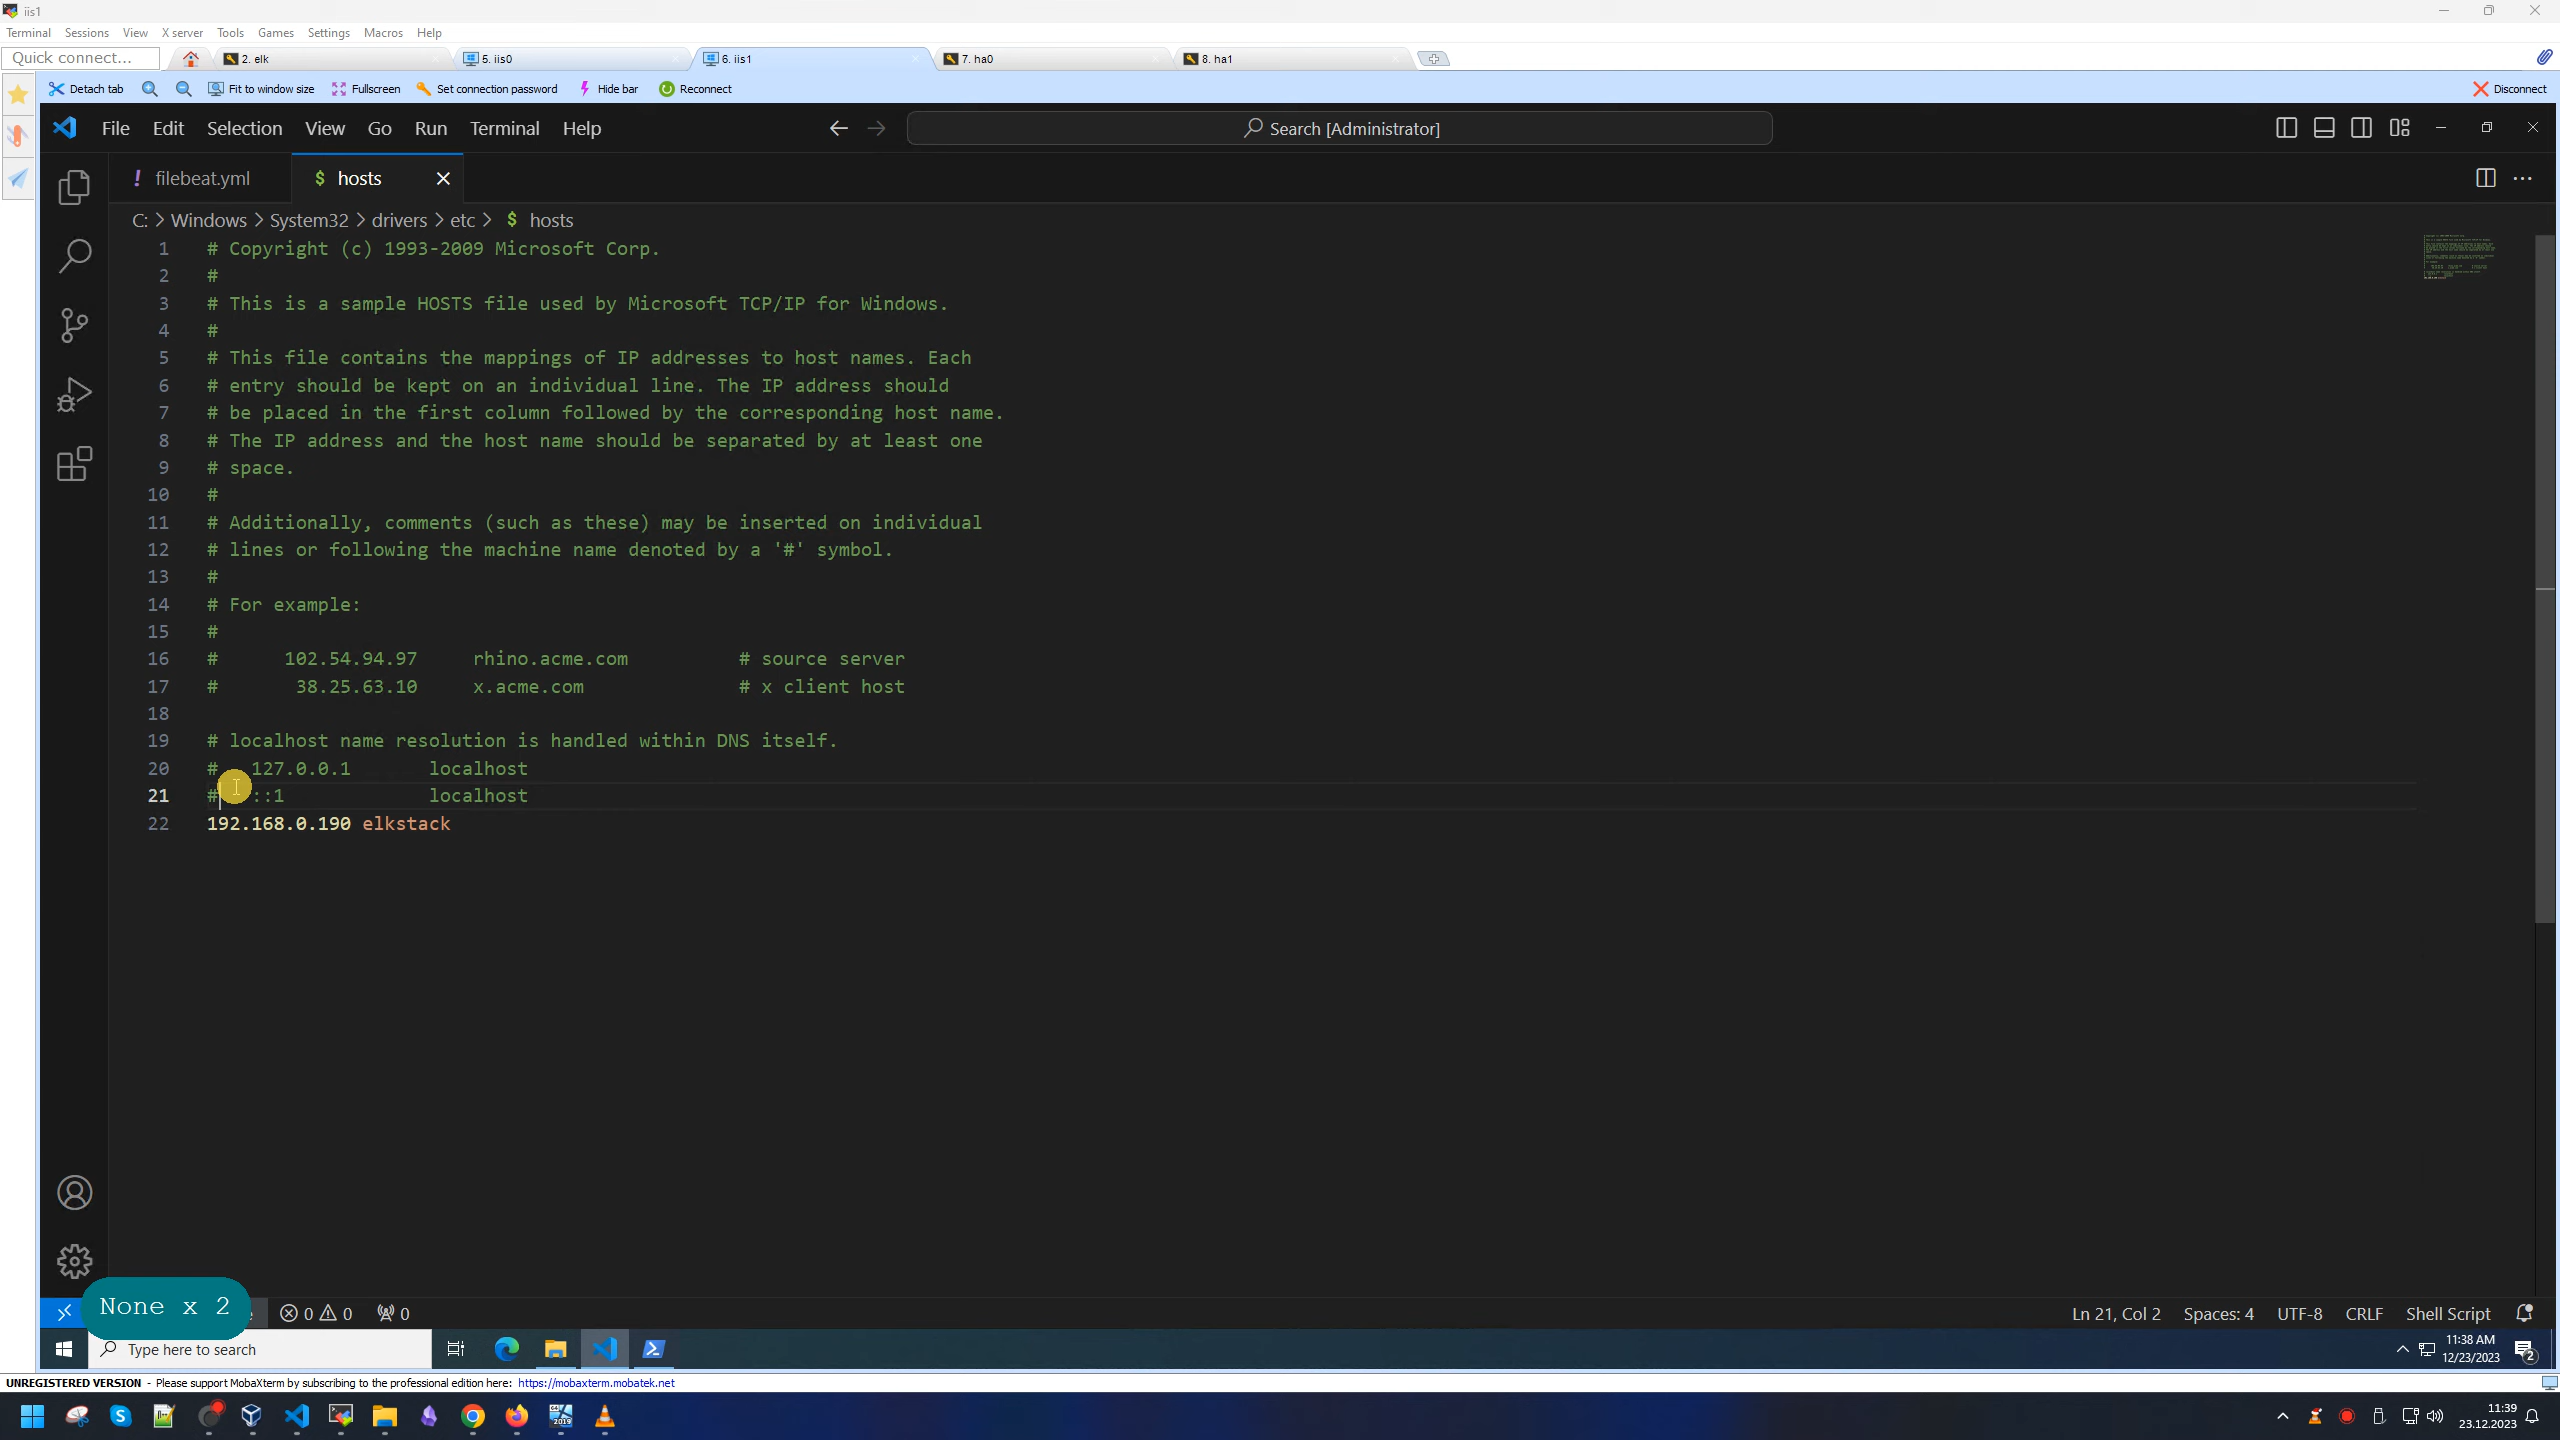 iis1
Terminal Sessions View X server Tools Games Settings Macros Help
Quick connect... 2. elk 5. iis0 6. iis1 7. ha0 8. ha1
Detach tab Fit to window size Fullscreen Set connection password Hide bar Reconnect Disconnect
File Edit Selection View Go Run Terminal Help Search [Administrator]
! filebeat.yml $ hosts
C: > Windows > System32 > drivers > etc > $ hosts
1 # Copyright (c) 1993-2009 Microsoft Corp.
2 #
3 # This is a sample HOSTS file used by Microsoft TCP/IP for Windows.
4 #
5 # This file contains the mappings of IP addresses to host names. Each
6 # entry should be kept on an individual line. The IP address should
7 # be placed in the first column followed by the corresponding host name.
8 # The IP address and the host name should be separated by at least one
9 # space.
10 #
11 # Additionally, comments (such as these) may be inserted on individual
12 # lines or following the machine name denoted by a '#' symbol.
13 #
14 # For example:
15 #
16 # 102.54.94.97 rhino.acme.com # source server
17 # 38.25.63.10 x.acme.com # x client host
18
19 # localhost name resolution is handled within DNS itself.
20 # 127.0.0.1 localhost
21 # ::1 localhost
22 192.168.0.190 elkstack
None x 2
0 0 0 Ln 21, Col 2 Spaces: 4 UTF-8 CRLF Shell Script
Type here to search 11:38 AM
12/23/2023 2
UNREGISTERED VERSION - Please support MobaXterm by subscribing to the professional edition here: https://mobaxterm.mobatek.net
11:39
23.12.2023